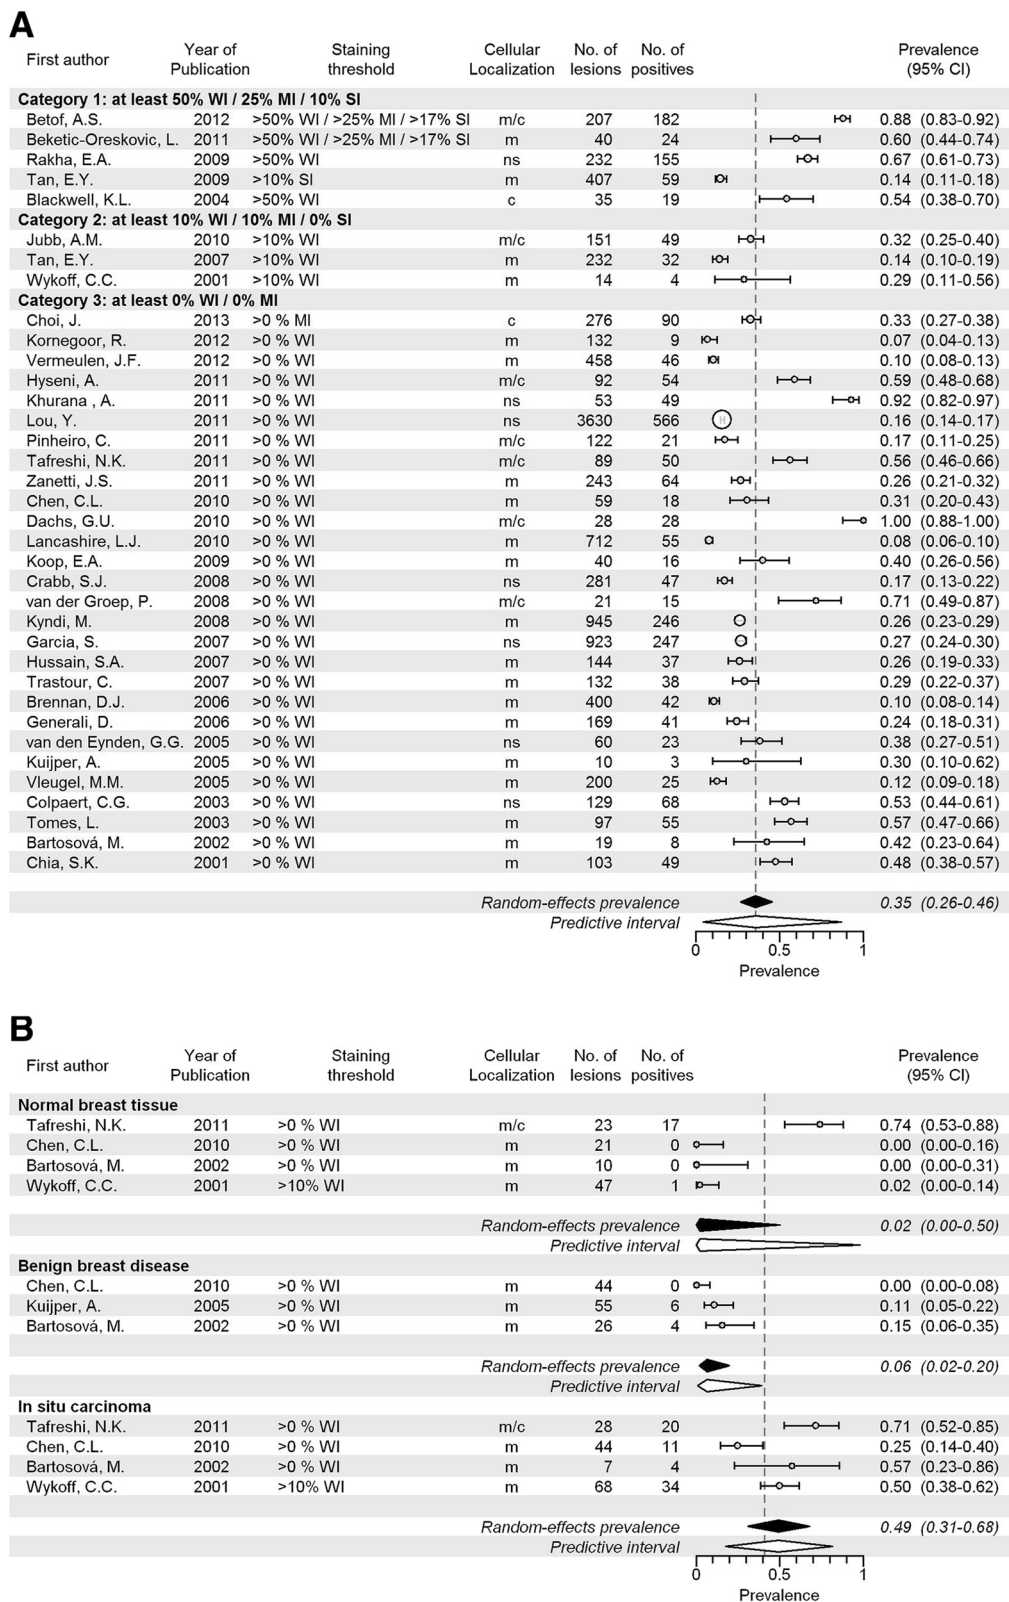 A
First author Year of Publication Staining threshold Cellular Localization No. of lesions No. of positives Prevalence (95% CI)
Category 1: at least 50% WI / 25% MI / 10% SI
Betof, A.S. 2012 >50% WI / >25% MI / >17% SI m/c 207 182 0.88 (0.83-0.92)
Beketic-Oreskovic, L. 2011 >50% WI / >25% MI / >17% SI m 40 24 0.60 (0.44-0.74)
Rakha, E.A. 2009 >50% WI ns 232 155 0.67 (0.61-0.73)
Tan, E.Y. 2009 >10% SI m 407 59 0.14 (0.11-0.18)
Blackwell, K.L. 2004 >50% WI c 35 19 0.54 (0.38-0.70)
Category 2: at least 10% WI / 10% MI / 0% SI
Jubb, A.M. 2010 >10% WI m/c 151 49 0.32 (0.25-0.40)
Tan, E.Y. 2007 >10% WI m 232 32 0.14 (0.10-0.19)
Wykoff, C.C. 2001 >10% WI m 14 4 0.29 (0.11-0.56)
Category 3: at least 0% WI / 0% MI
Choi, J. 2013 >0 % MI c 276 90 0.33 (0.27-0.38)
Kornegoor, R. 2012 >0 % WI m 132 9 0.07 (0.04-0.13)
Vermeulen, J.F. 2012 >0 % WI m 458 46 0.10 (0.08-0.13)
Hyseni, A. 2011 >0 % WI m/c 92 54 0.59 (0.48-0.68)
Khurana , A. 2011 >0 % WI ns 53 49 0.92 (0.82-0.97)
Lou, Y. 2011 >0 % WI ns 3630 566 0.16 (0.14-0.17)
Pinheiro, C. 2011 >0 % WI m/c 122 21 0.17 (0.11-0.25)
Tafreshi, N.K. 2011 >0 % WI m/c 89 50 0.56 (0.46-0.66)
Zanetti, J.S. 2011 >0 % WI m 243 64 0.26 (0.21-0.32)
Chen, C.L. 2010 >0 % WI m 59 18 0.31 (0.20-0.43)
Dachs, G.U. 2010 >0 % WI m/c 28 28 1.00 (0.88-1.00)
Lancashire, L.J. 2010 >0 % WI m 712 55 0.08 (0.06-0.10)
Koop, E.A. 2009 >0 % WI m 40 16 0.40 (0.26-0.56)
Crabb, S.J. 2008 >0 % WI ns 281 47 0.17 (0.13-0.22)
van der Groep, P. 2008 >0 % WI m/c 21 15 0.71 (0.49-0.87)
Kyndi, M. 2008 >0 % WI m 945 246 0.26 (0.23-0.29)
Garcia, S. 2007 >0 % WI ns 923 247 0.27 (0.24-0.30)
Hussain, S.A. 2007 >0 % WI m 144 37 0.26 (0.19-0.33)
Trastour, C. 2007 >0 % WI m 132 38 0.29 (0.22-0.37)
Brennan, D.J. 2006 >0 % WI m 400 42 0.10 (0.08-0.14)
Generali, D. 2006 >0 % WI m 169 41 0.24 (0.18-0.31)
van den Eynden, G.G. 2005 >0 % WI ns 60 23 0.38 (0.27-0.51)
Kuijper, A. 2005 >0 % WI m 10 3 0.30 (0.10-0.62)
Vleugel, M.M. 2005 >0 % WI m 200 25 0.12 (0.09-0.18)
Colpaert, C.G. 2003 >0 % WI ns 129 68 0.53 (0.44-0.61)
Tomes, L. 2003 >0 % WI m 97 55 0.57 (0.47-0.66)
Bartosová, M. 2002 >0 % WI m 19 8 0.42 (0.23-0.64)
Chia, S.K. 2001 >0 % WI m 103 49 0.48 (0.38-0.57)
Random-effects prevalence 0.35 (0.26-0.46)
Predictive interval
0 0.5 1
Prevalence
B
First author Year of Publication Staining threshold Cellular Localization No. of lesions No. of positives Prevalence (95% CI)
Normal breast tissue
Tafreshi, N.K. 2011 >0 % WI m/c 23 17 0.74 (0.53-0.88)
Chen, C.L. 2010 >0 % WI m 21 0 0.00 (0.00-0.16)
Bartosová, M. 2002 >0 % WI m 10 0 0.00 (0.00-0.31)
Wykoff, C.C. 2001 >10% WI m 47 1 0.02 (0.00-0.14)
Random-effects prevalence 0.02 (0.00-0.50)
Predictive interval
Benign breast disease
Chen, C.L. 2010 >0 % WI m 44 0 0.00 (0.00-0.08)
Kuijper, A. 2005 >0 % WI m 55 6 0.11 (0.05-0.22)
Bartosová, M. 2002 >0 % WI m 26 4 0.15 (0.06-0.35)
Random-effects prevalence 0.06 (0.02-0.20)
Predictive interval
In situ carcinoma
Tafreshi, N.K. 2011 >0 % WI m/c 28 20 0.71 (0.52-0.85)
Chen, C.L. 2010 >0 % WI m 44 11 0.25 (0.14-0.40)
Bartosová, M. 2002 >0 % WI m 7 4 0.57 (0.23-0.86)
Wykoff, C.C. 2001 >10% WI m 68 34 0.50 (0.38-0.62)
Random-effects prevalence 0.49 (0.31-0.68)
Predictive interval
0 0.5 1
Prevalence